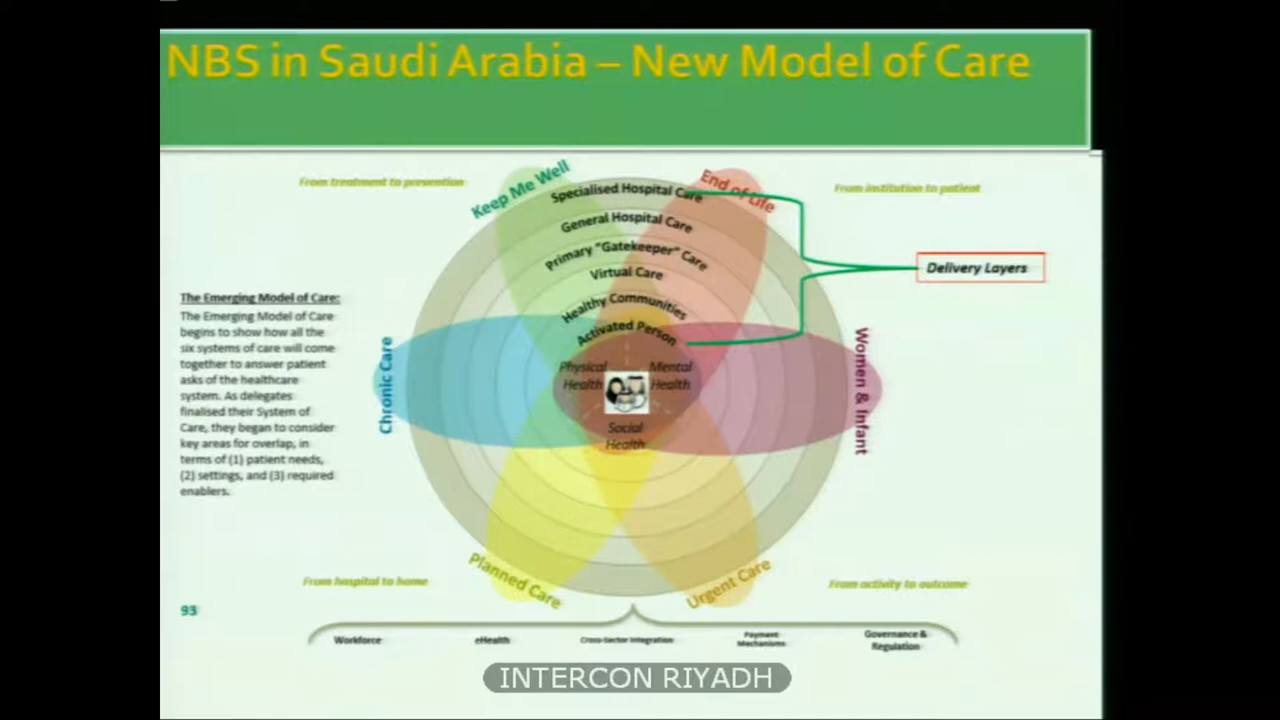 NBS in Saudi Arabia – New Model of Care
From treatment to prevention
Keep Me Well
End of Life
From institution to patient
Specialised Hospital Care
General Hospital Care
Primary "Gatekeeper" Care
Virtual Care
Healthy Communities
Activated Person
Delivery Layers
The Emerging Model of Care:
The Emerging Model of Care
begins to show how all the
six systems of care will come
together to answer patient
asks of the healthcare
system. As delegates
finalised their System of
Care, they began to consider
key areas for overlap, in
terms of (1) patient needs,
(2) settings, and (3) required
enablers.
Chronic Care
Physical
Health
Mental
Health
Social
Health
Women & Infant
Planned Care
Urgent Care
From hospital to home
From activity to outcome
93
Workforce
eHealth
Cross-Sector Integration
Payment
Mechanisms
Governance &
Regulation
INTERCON RIYADH